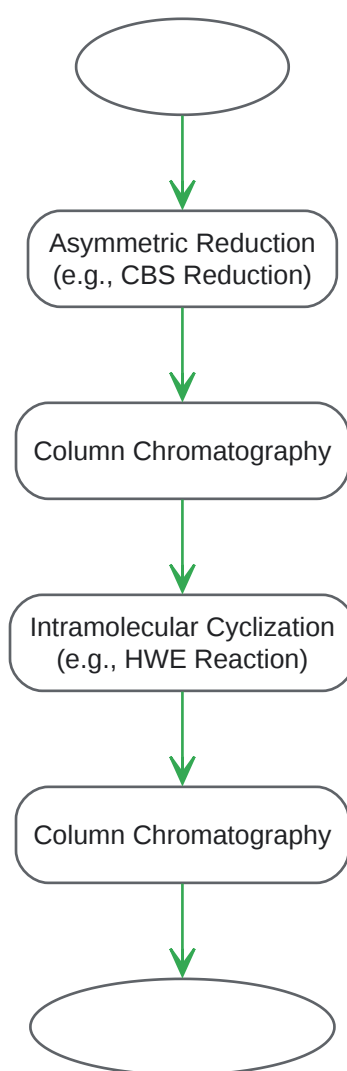 Asymmetric Reduction
(e.g., CBS Reduction)
Column Chromatography
Intramolecular Cyclization
(e.g., HWE Reaction)
Column Chromatography